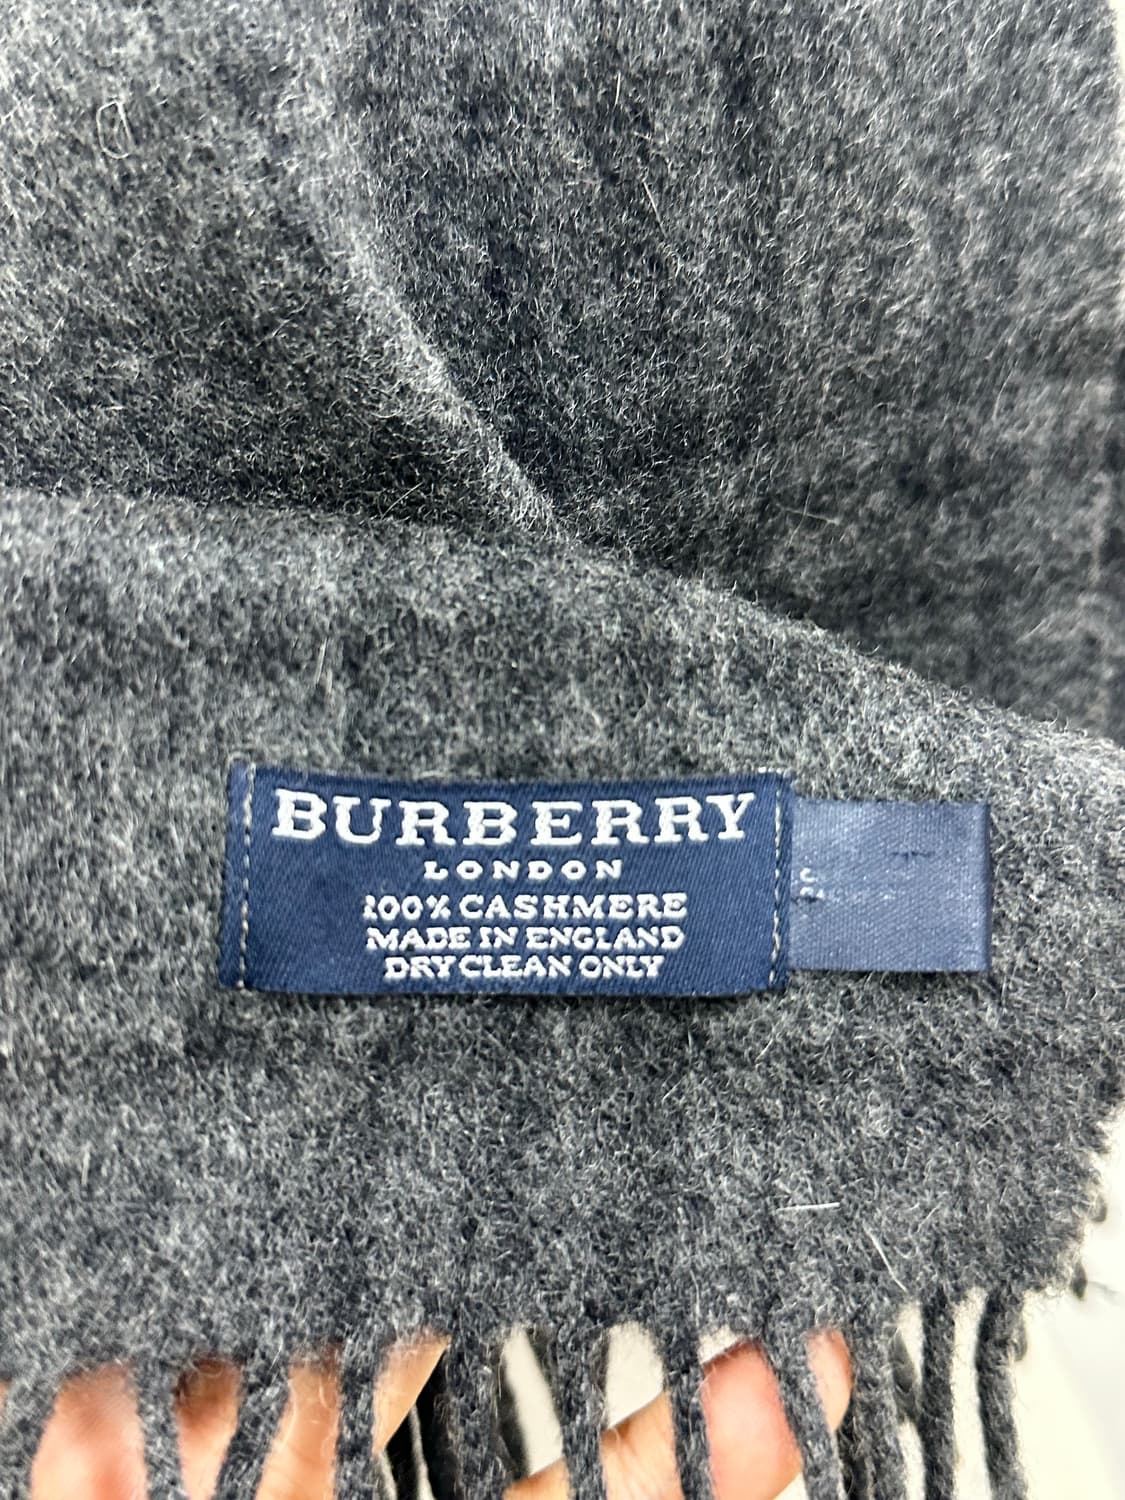 BURBERRY
LONDON
100% CASHMERE
MADE IN ENGLAND
DRY CLEAN ONLY